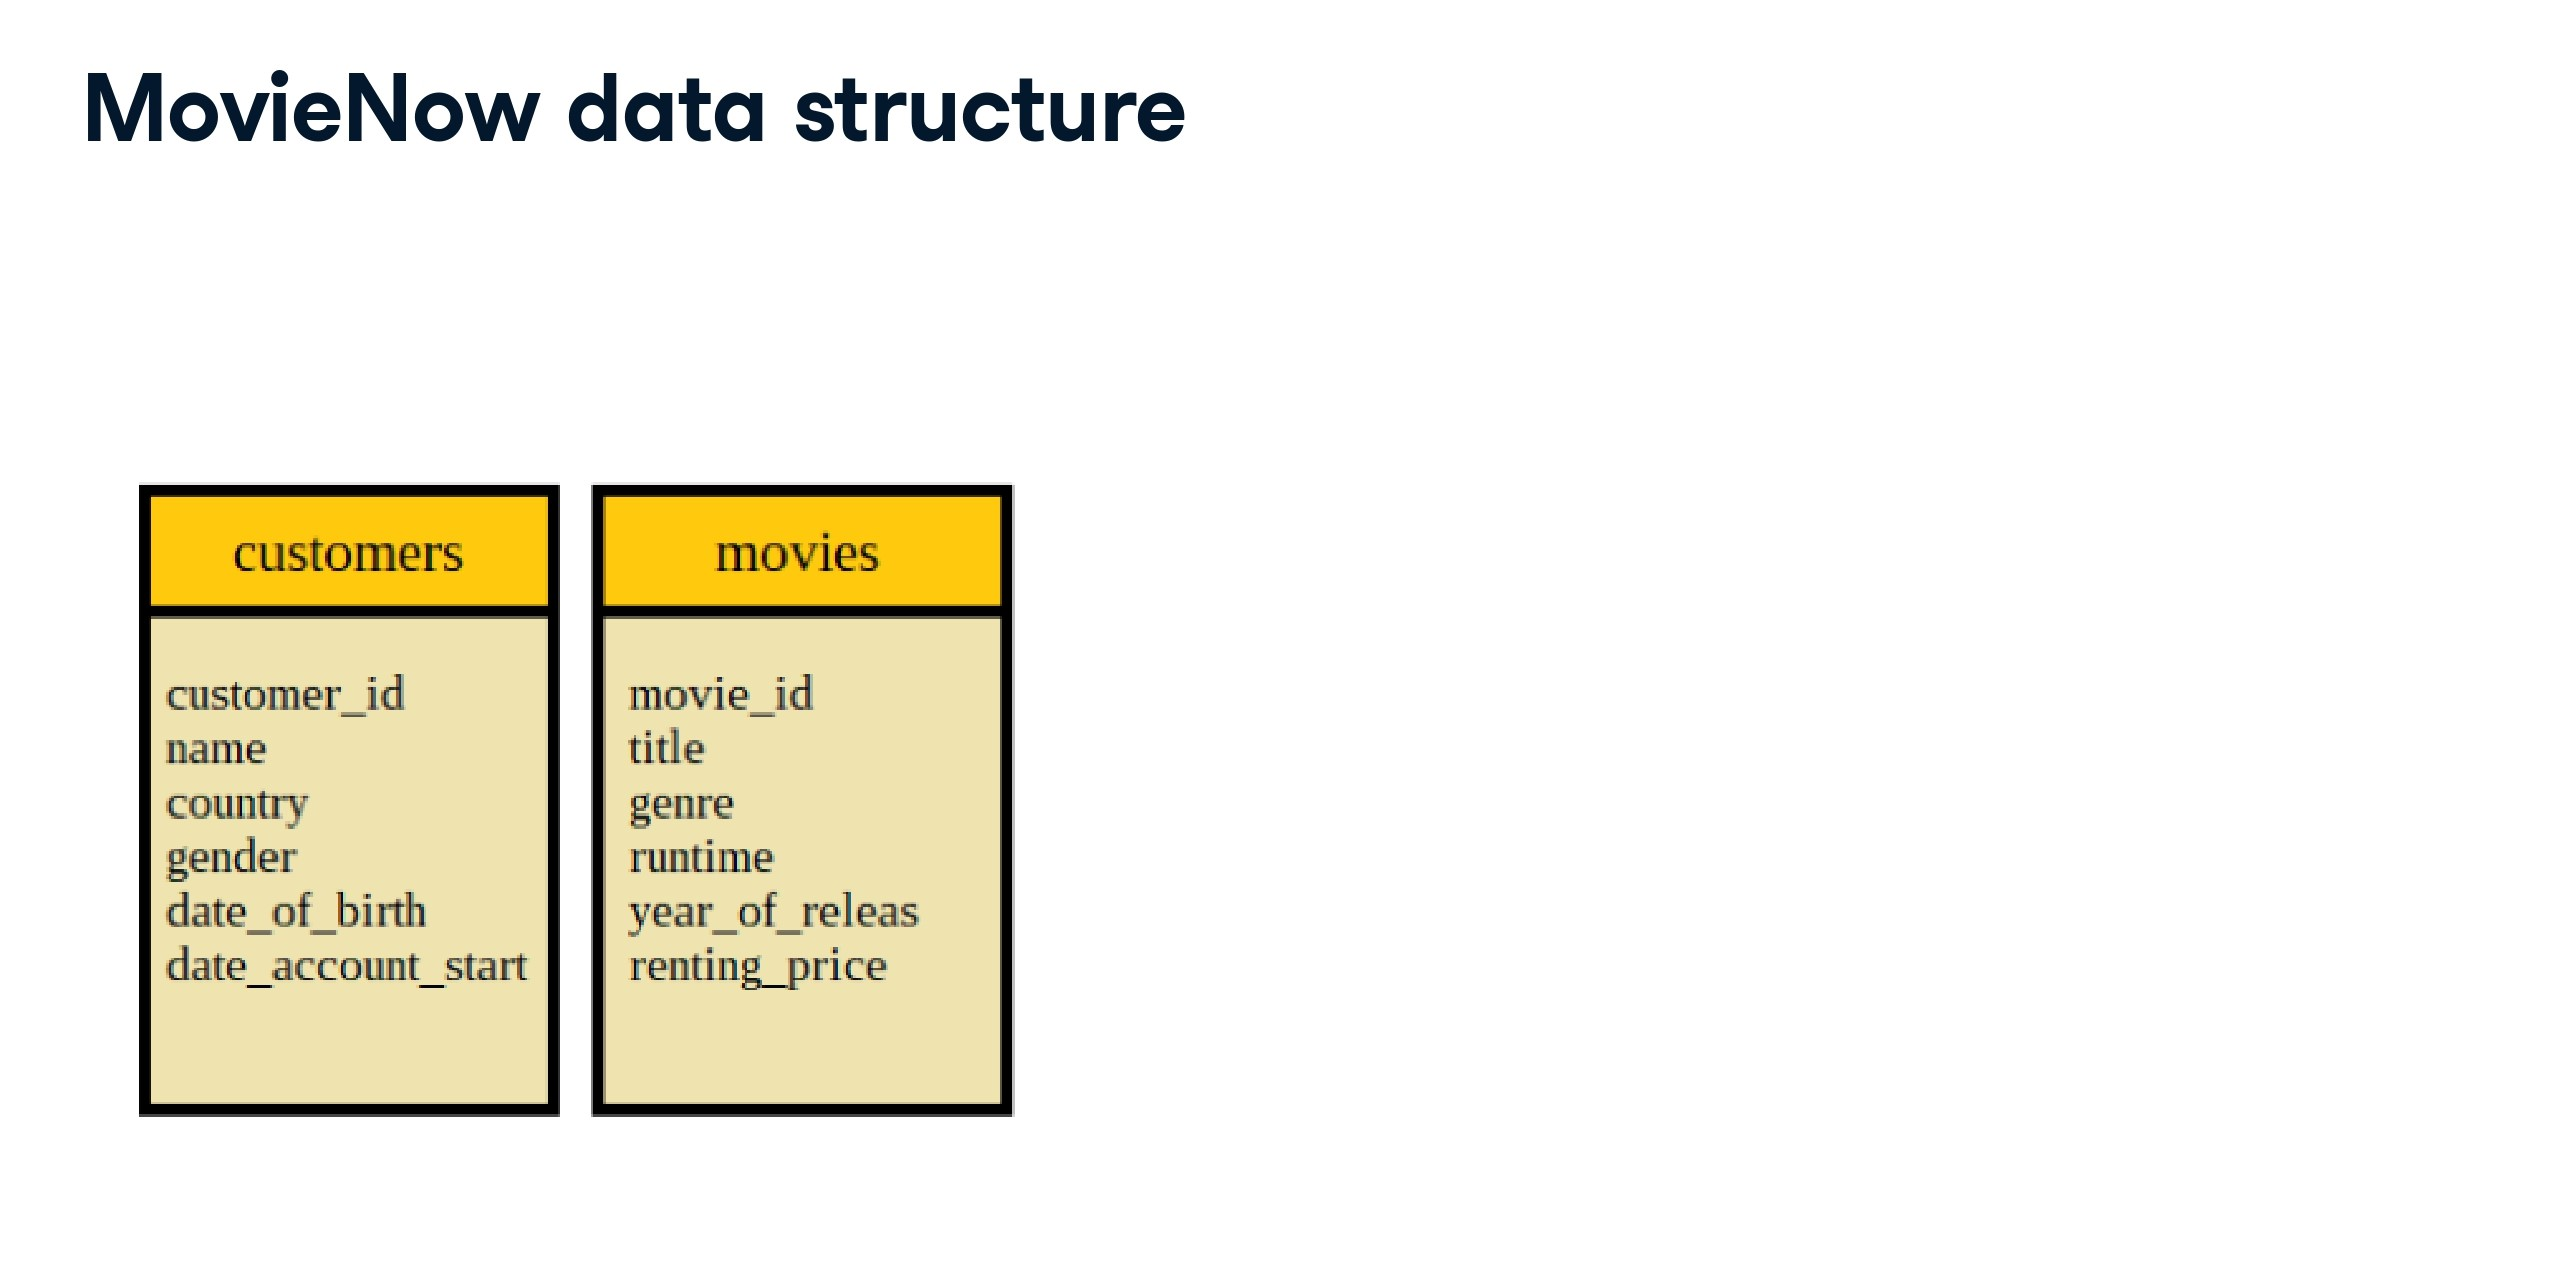 MovieNow data structure
customers
customer_id
name
country
gender
date_of_birth
date_account_start
movies
movie_id
title
genre
runtime
year_of_releas
renting_price